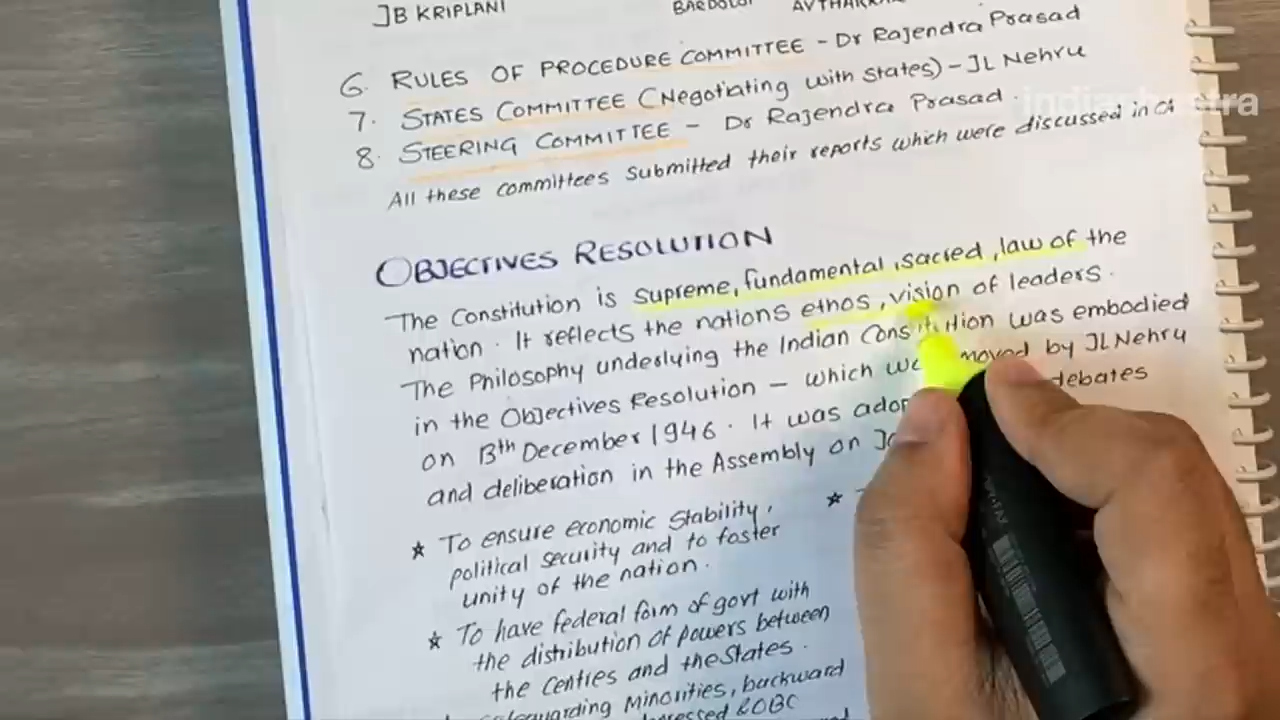 JB KRIPLANI
BARDOLOI
6. RULES OF PROCEDURE COMMITTEE - Dr Rajendra Prasad
7. STATES COMMITTEE (Negotiating with States) - JL Nehru
8. STEERING COMMITTEE - Dr Rajendra Prasad.
All these committees submitted their reports which were discussed in CA
OBJECTIVES RESOLUTION
The Constitution is supreme, fundamental, sacred, law of the
nation. It reflects the nations ethos, vision of leaders.
The Philosophy underlying the Indian Constitution was embodied
in the Objectives Resolution - which moved by JL Nehru
on 13th December 1946. It was debates
and deliberation in the Assembly on
★ To ensure economic stability,
political security and to foster
unity of the nation.
★
★ To have federal form of govt with
the distribution of powers between
the Centies and the States.
Minorities, backward
& OBC